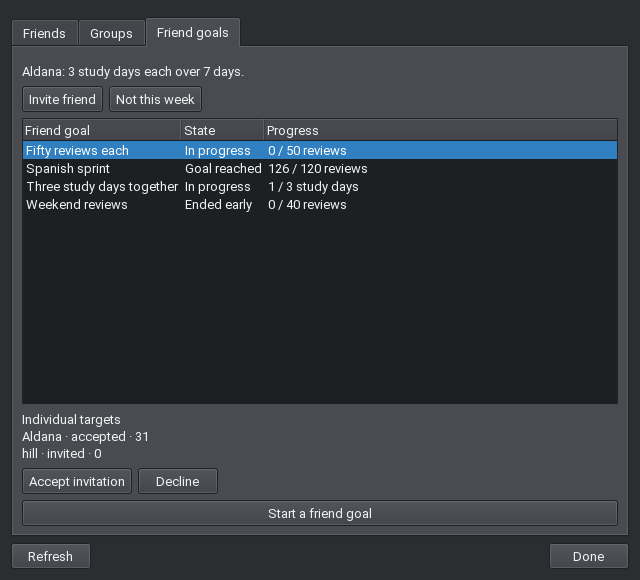 Friends Groups Friend goals
Aldana: 3 study days each over 7 days.
Invite friend Not this week
Friend goal State Progress
Fifty reviews each In progress 0 / 50 reviews
Spanish sprint Goal reached 126 / 120 reviews
Three study days together In progress 1 / 3 study days
Weekend reviews Ended early 0 / 40 reviews
Individual targets
Aldana · accepted · 31
hill · invited · 0
Accept invitation Decline
Start a friend goal
Refresh Done